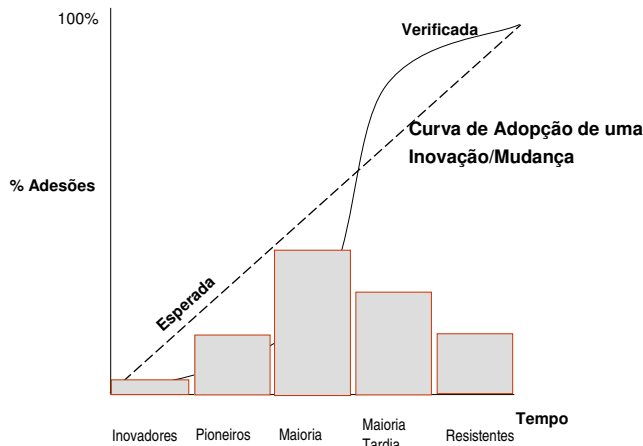 100%
Verificada
Curva de Adopção de uma
Inovação/Mudança
% Adesões
Esperada
Tempo
Inovadores Pioneiros Maioria Maioria Tardia Resistentes